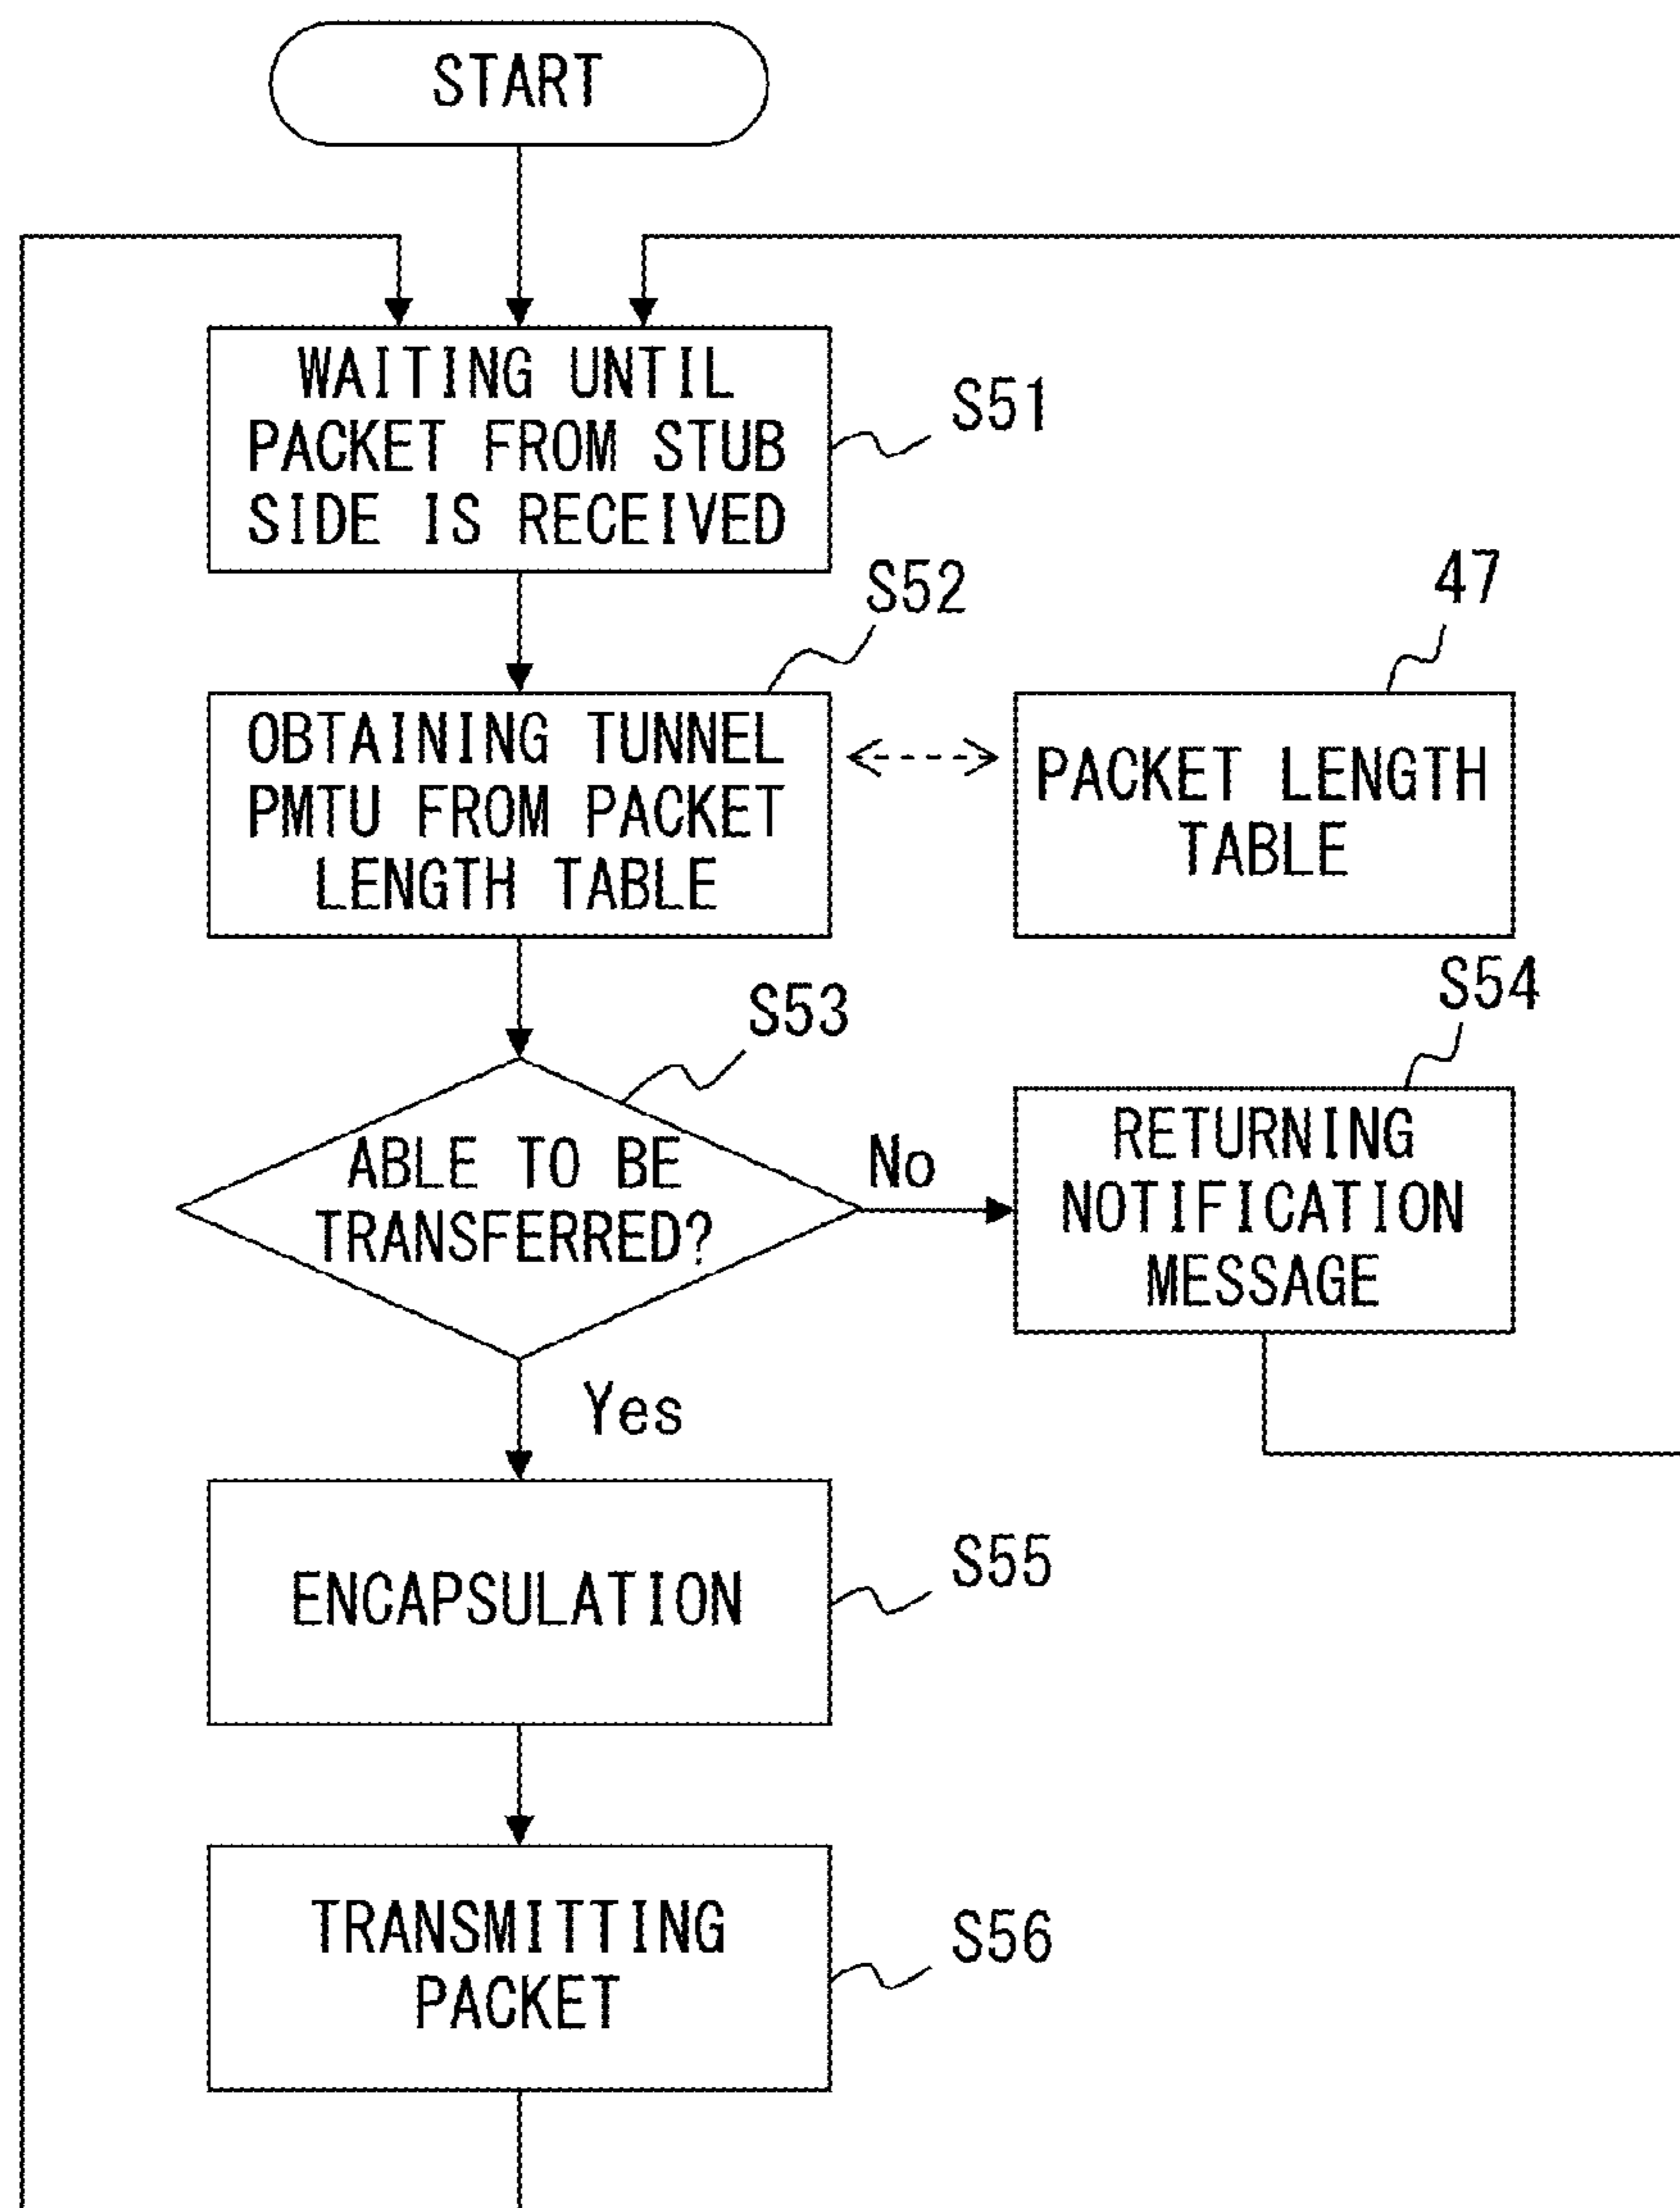 START
WAITING UNTIL
PACKET FROM STUB
SIDE IS RECEIVED
S51
S52
OBTAINING TUNNEL
PMTU FROM PACKET
LENGTH TABLE
47
PACKET LENGTH
TABLE
S53
ABLE TO BE
TRANSFERRED?
No
S54
RETURNING
NOTIFICATION
MESSAGE
Yes
ENCAPSULATION
S55
TRANSMITTING
PACKET
S56